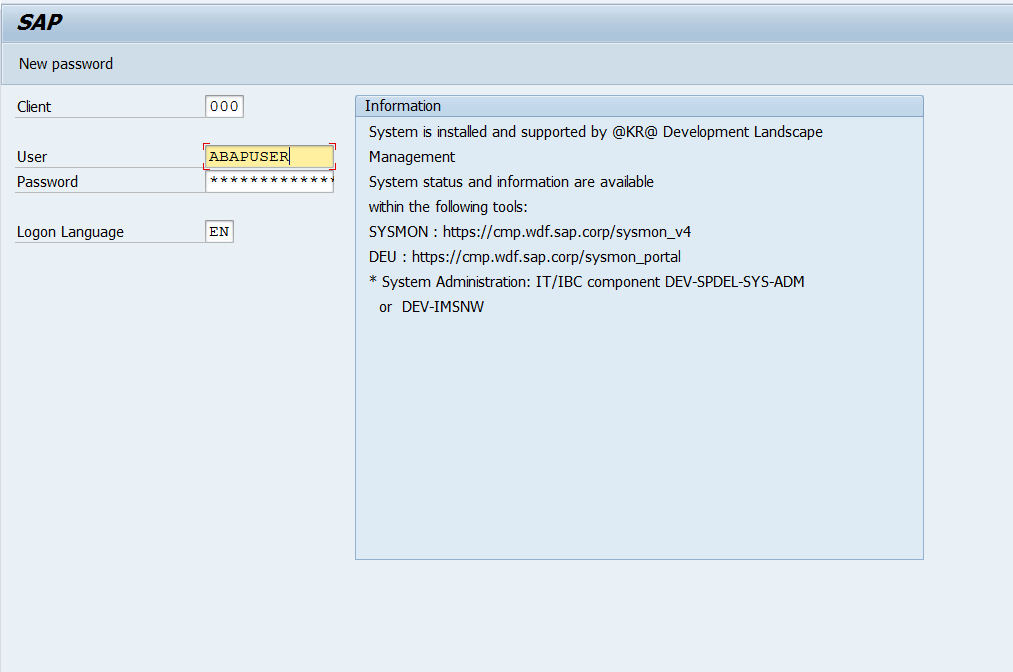 SAP
New password
Client 000
User ABAPUSER
Password *************
Logon Language EN
Information
System is installed and supported by @KR@ Development Landscape
Management
System status and information are available
within the following tools:
SYSMON : https://cmp.wdf.sap.corp/sysmon_v4
DEU : https://cmp.wdf.sap.corp/sysmon_portal
* System Administration: IT/IBC component DEV-SPDEL-SYS-ADM
or DEV-IMSNW